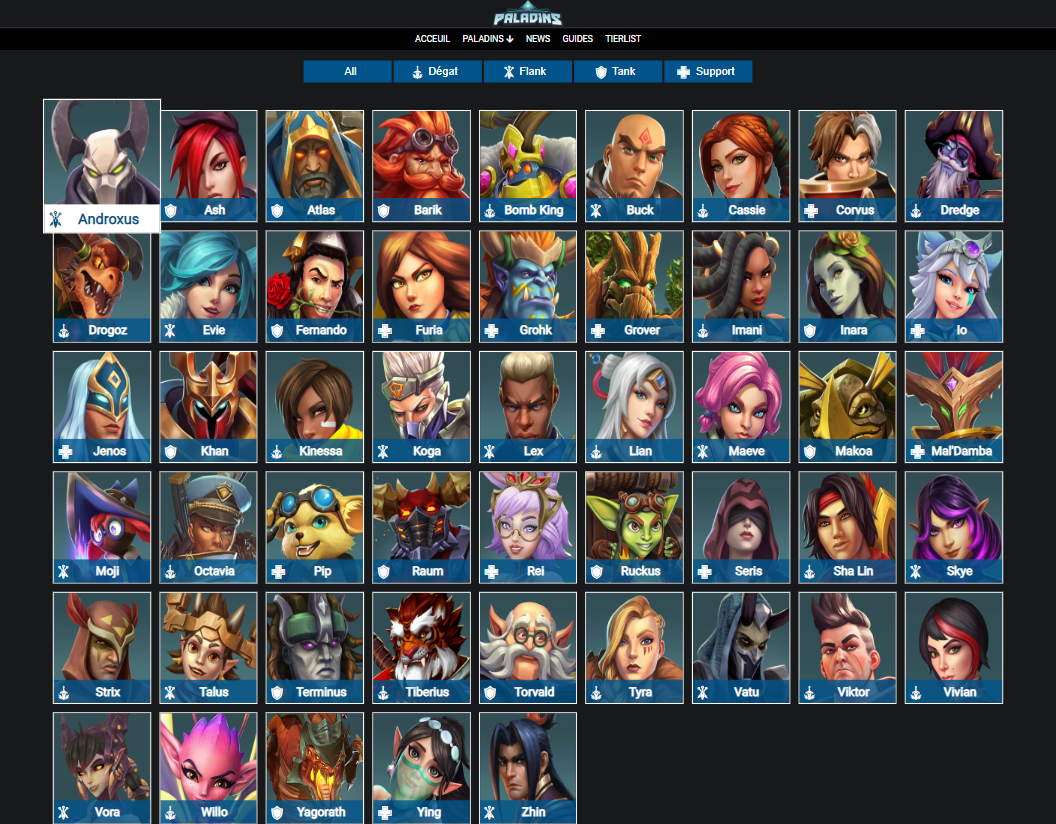 PALADINS
ACCEUIL PALADINS NEWS GUIDES TIERLIST
All Dégat Flank Tank Support
Androxus Ash Atlas Barik Bomb King Buck Cassie Corvus Dredge
Drogoz Evie Fernando Furia Grohk Grover Imani Inara Io
Jenos Khan Kinessa Koga Lex Lian Maeve Makoa Mal'Damba
Moji Octavia Pip Raum Rei Ruckus Seris Sha Lin Skye
Strix Talus Terminus Tiberius Torvald Tyra Vatu Viktor Vivian
Vora Willo Yagorath Ying Zhin